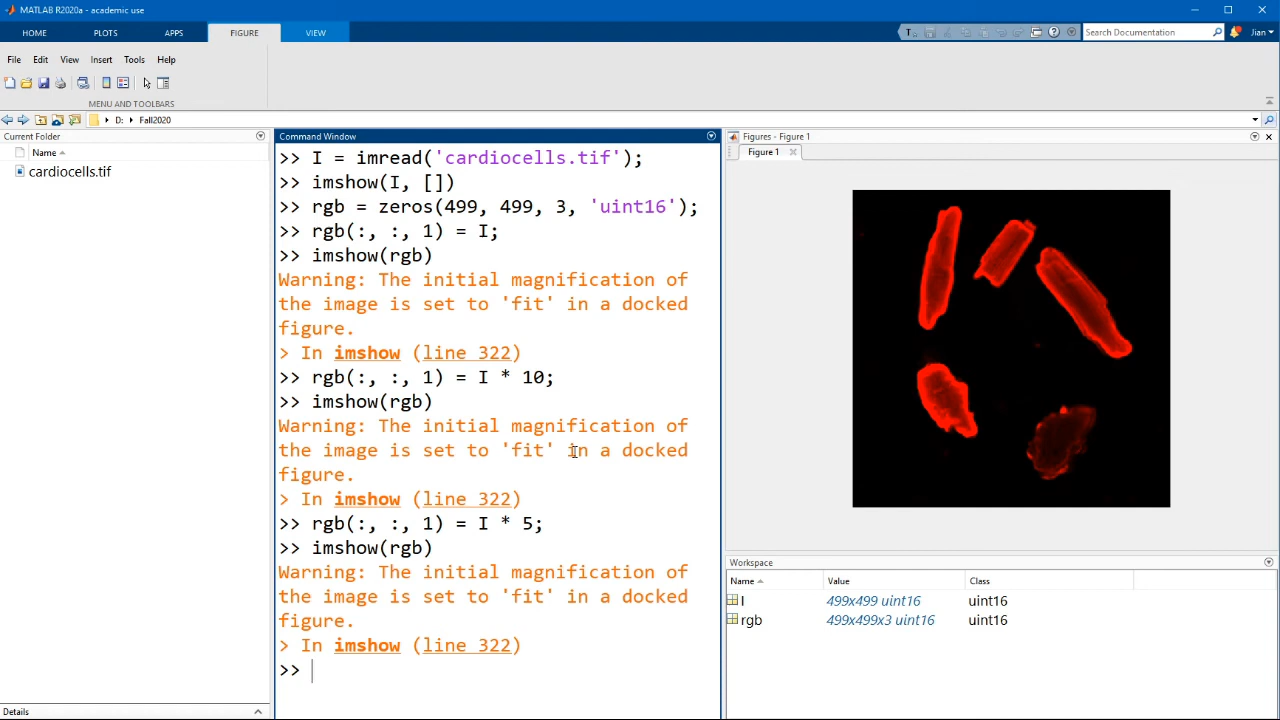 MATLAB R2020a - academic use
HOME PLOTS APPS FIGURE VIEW
Search Documentation
Jian
File Edit View Insert Tools Help
MENU AND TOOLBARS
D: Fall2020
Current Folder
Name
cardiocells.tif
Details
Command Window
>> I = imread('cardiocells.tif');
>> imshow(I, [])
>> rgb = zeros(499, 499, 3, 'uint16');
>> rgb(:, :, 1) = I;
>> imshow(rgb)
Warning: The initial magnification of
the image is set to 'fit' in a docked
figure.
> In imshow (line 322)
>> rgb(:, :, 1) = I * 10;
>> imshow(rgb)
Warning: The initial magnification of
the image is set to 'fit' in a docked
figure.
> In imshow (line 322)
>> rgb(:, :, 1) = I * 5;
>> imshow(rgb)
Warning: The initial magnification of
the image is set to 'fit' in a docked
figure.
> In imshow (line 322)
>>
Figures - Figure 1
Figure 1
Workspace
Name Value Class
I 499x499 uint16 uint16
rgb 499x499x3 uint16 uint16